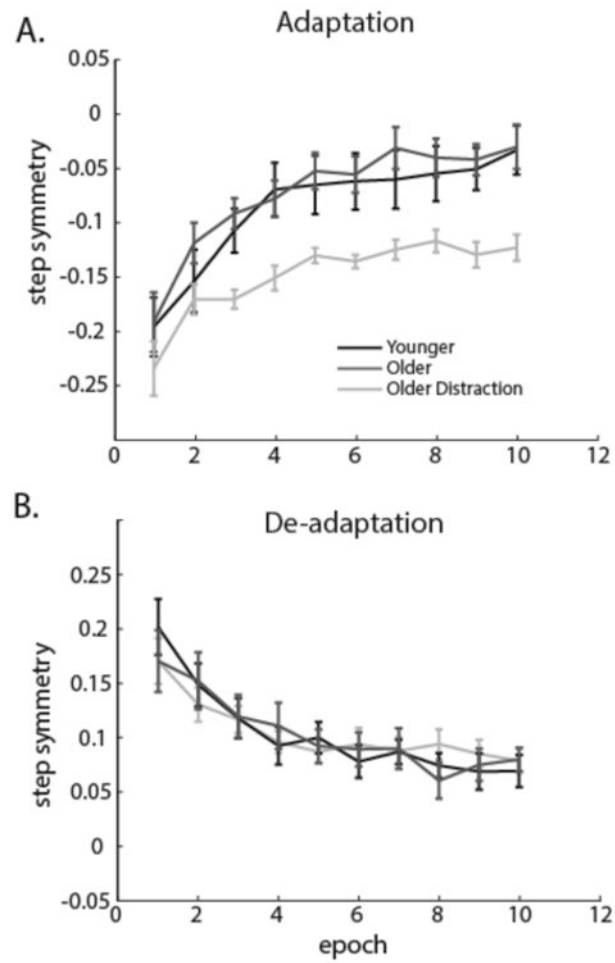 A.
Adaptation
0.05
0
-0.05
-0.1
-0.15
-0.2
-0.25
step symmetry
Younger
Older
Older Distraction
0 2 4 6 8 10 12
B.
De-adaptation
0.25
0.2
0.15
0.1
0.05
0
-0.05
step symmetry
0 2 4 6 8 10 12
epoch